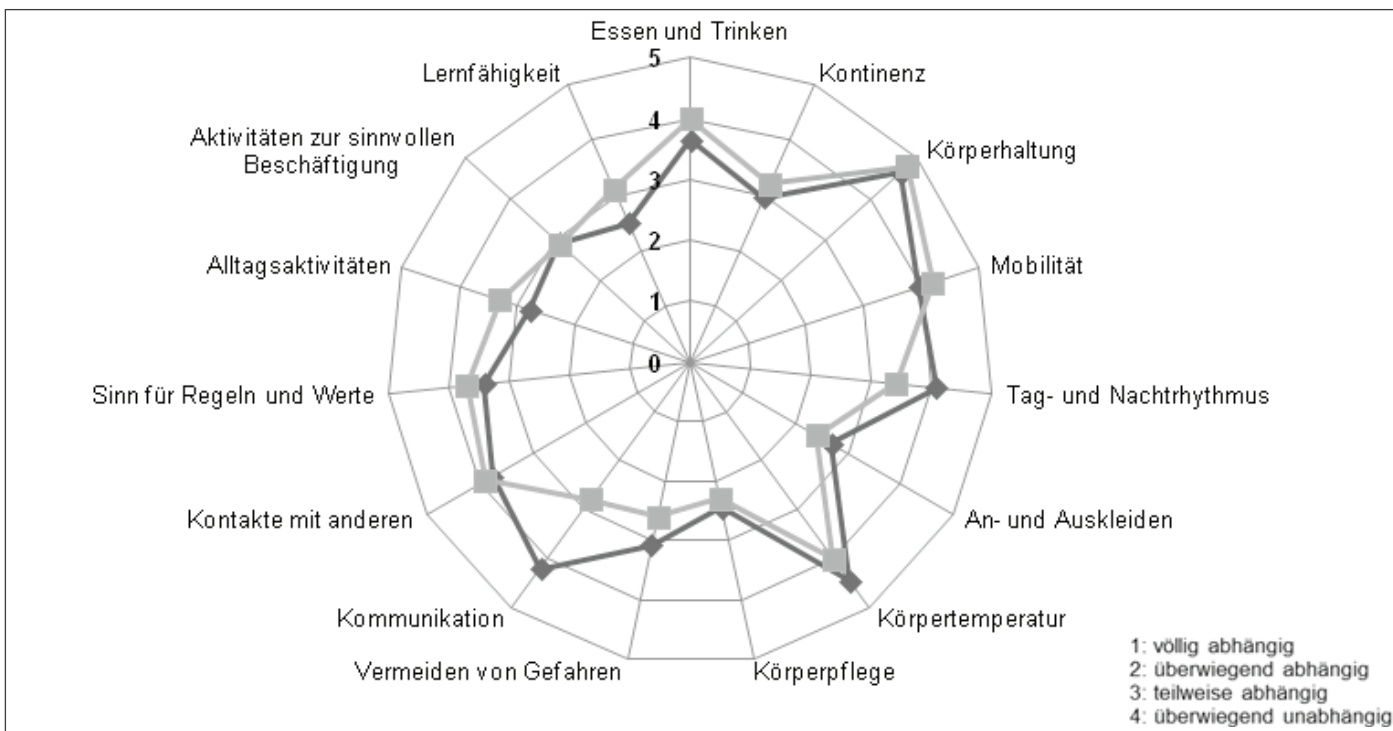 Essen und Trinken
Lernfähigkeit
Kontinenz
Aktivitäten zur sinnvollen
Beschäftigung
Körperhaltung
Alltagsaktivitäten
Mobilität
Sinn für Regeln und Werte
Tag- und Nachtrhythmus
Kontakte mit anderen
An- und Auskleiden
Kommunikation
Körpertemperatur
Vermeiden von Gefahren
Körperpflege
5
4
3
2
1
0
1: völlig abhängig
2: überwiegend abhängig
3: teilweise abhängig
4: überwiegend unabhängig